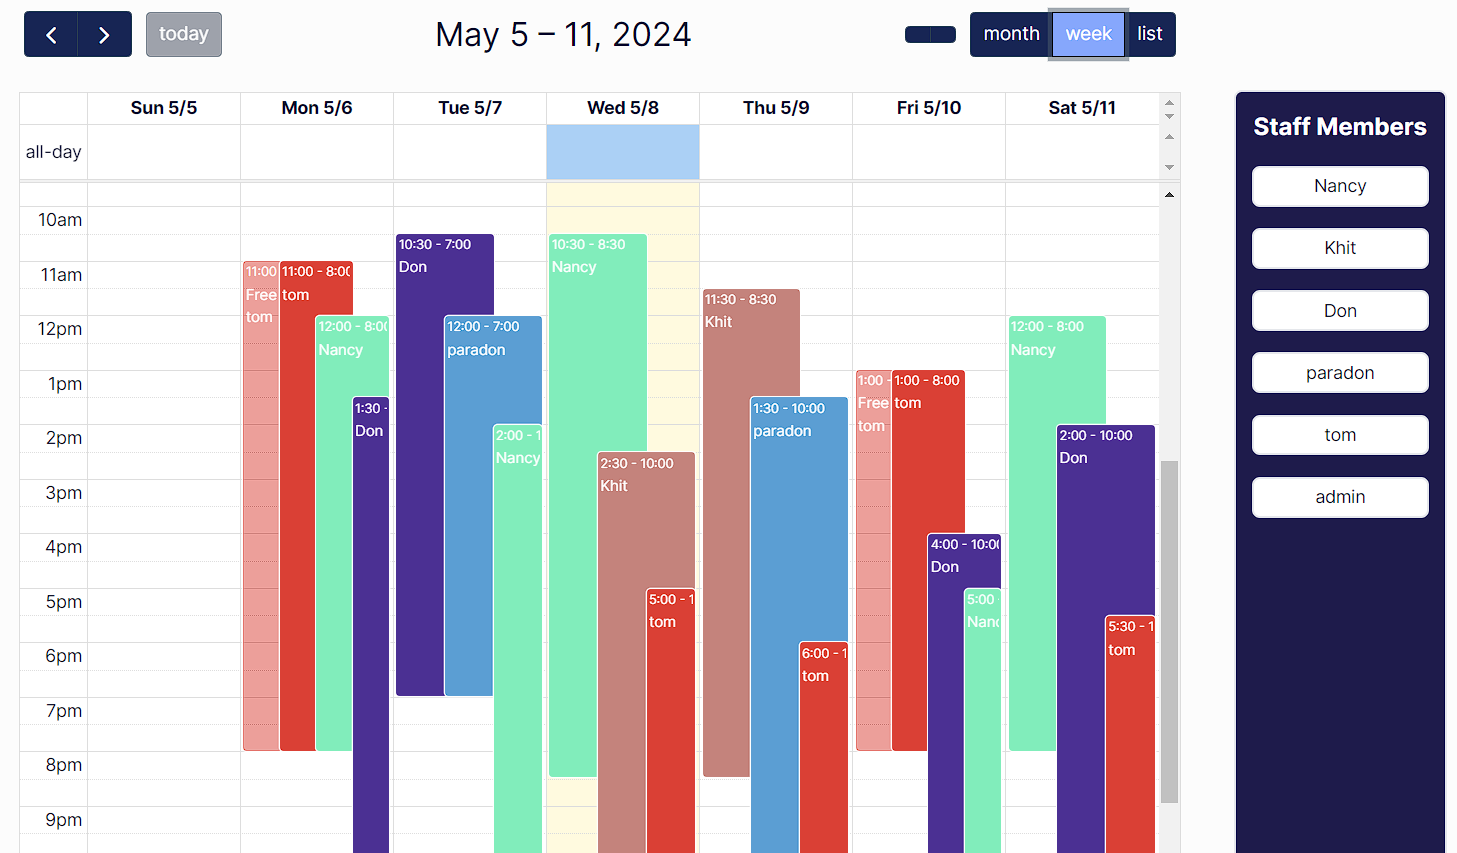 today
May 5 – 11, 2024
month week list
Sun 5/5 Mon 5/6 Tue 5/7 Wed 5/8 Thu 5/9 Fri 5/10 Sat 5/11
all-day
10am
11am
12pm
1pm
2pm
3pm
4pm
5pm
6pm
7pm
8pm
9pm
11:00
Free
tom
11:00 - 8:00
tom
12:00 - 8:00
Nancy
1:30 -
Don
10:30 - 7:00
Don
12:00 - 7:00
paradon
2:00 - 1
Nancy
10:30 - 8:30
Nancy
2:30 - 10:00
Khit
5:00 - 1
tom
11:30 - 8:30
Khit
1:30 - 10:00
paradon
6:00 - 1
tom
1:00 -
Free
tom
1:00 - 8:00
tom
4:00 - 10:00
Don
5:00
Nanc
12:00 - 8:00
Nancy
2:00 - 10:00
Don
5:30 - 1
tom
Staff Members
Nancy
Khit
Don
paradon
tom
admin